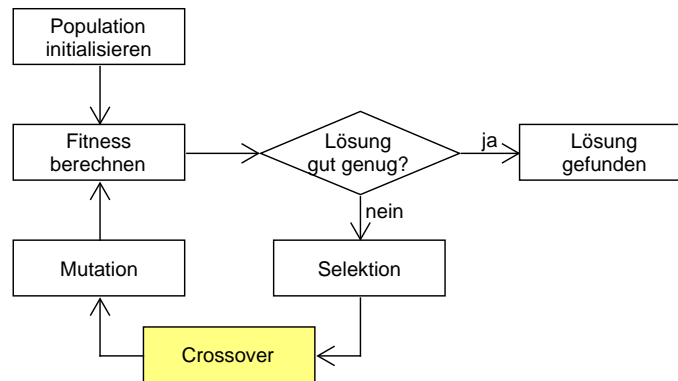 Population
initialisieren
Fitness
berechnen
Lösung
gut genug?
ja
Lösung
gefunden
nein
Mutation
Selektion
Crossover